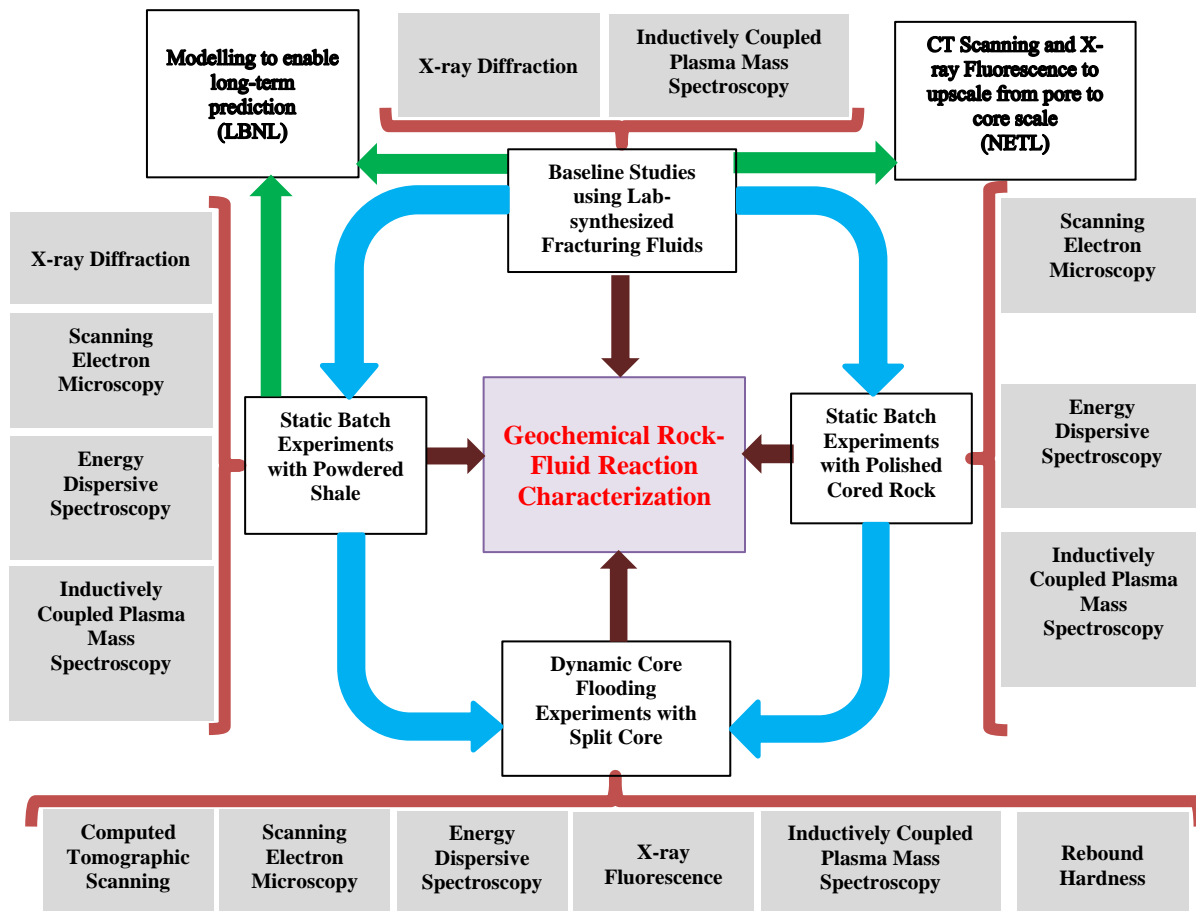 Modelling to enable
long-term
prediction
(LBNL)
X-ray Diffraction
Inductively Coupled
Plasma Mass
Spectroscopy
CT Scanning and X-
ray Fluorescence to
upscale from pore to
core scale
(NETL)
Baseline Studies
using Lab-
synthesized
Fracturing Fluids
X-ray Diffraction
Scanning
Electron
Microscopy
Energy
Dispersive
Spectroscopy
Inductively
Coupled Plasma
Mass
Spectroscopy
Static Batch
Experiments
with Powdered
Shale
Geochemical Rock-
Fluid Reaction
Characterization
Static Batch
Experiments
with Polished
Cored Rock
Scanning
Electron
Microscopy
Energy
Dispersive
Spectroscopy
Inductively
Coupled Plasma
Mass
Spectroscopy
Dynamic Core
Flooding
Experiments with
Split Core
Computed
Tomographic
Scanning
Scanning
Electron
Microscopy
Energy
Dispersive
Spectroscopy
X-ray
Fluorescence
Inductively Coupled
Plasma Mass
Spectroscopy
Rebound
Hardness